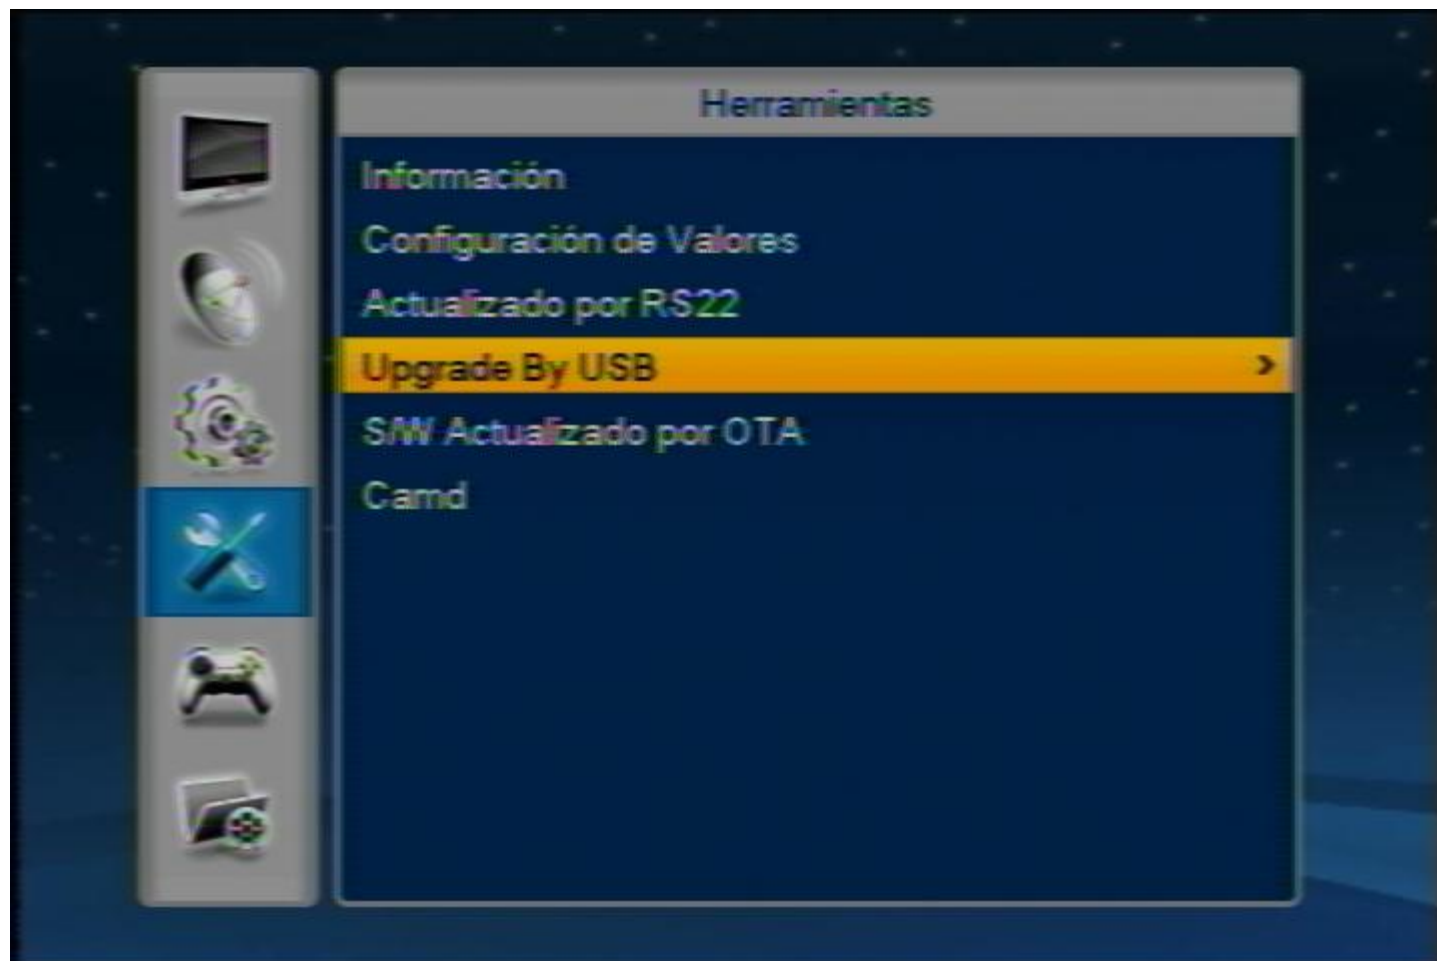 Herramientas
Información
Configuración de Valores
Actualizado por RS22
Upgrade By USB
S/W Actualizado por OTA
Camd